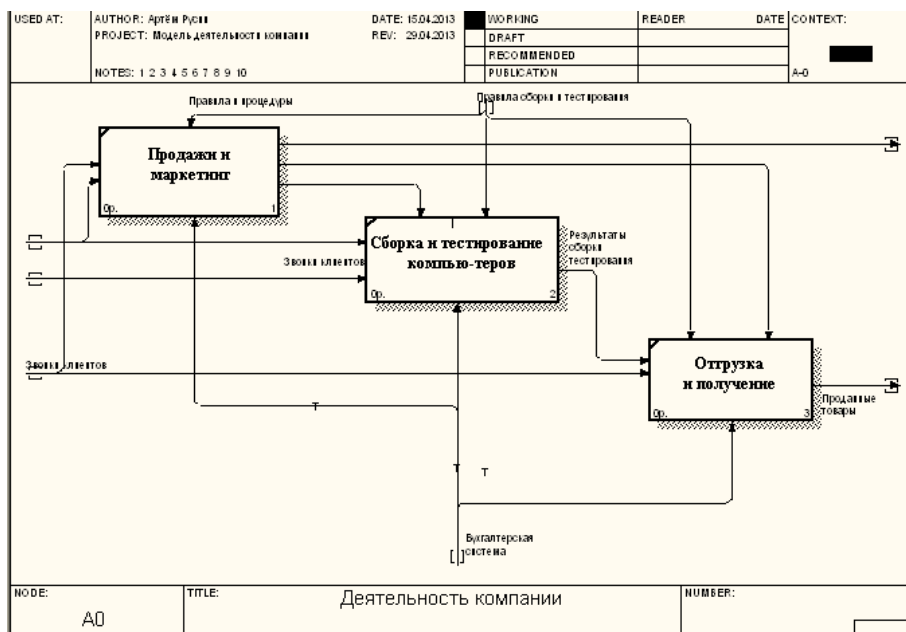 USED AT:
AUTHOR: Артём Русин
DATE: 15.04.2013
WORKING
READER
DATE
CONTEXT:
PROJECT: Модель деятельности компании
REV: 29.04.2013
DRAFT
RECOMMENDED
NOTES: 1 2 3 4 5 6 7 8 9 10
PUBLICATION
A-0
Правила и процедуры
Правила сборки и тестирования
Продажи и
маркетинг
0р.
1
Сборка и тестирование
компью-теров
0р.
2
Результаты
сборки
тестирования
Звонки клиентов
Звонки клиентов
Отгрузка
и получение
0р.
3
Проданные
товары
Т
Т
Т
Бухгалтерская
система
NODE:
TITLE:
Деятельность компании
NUMBER:
A0